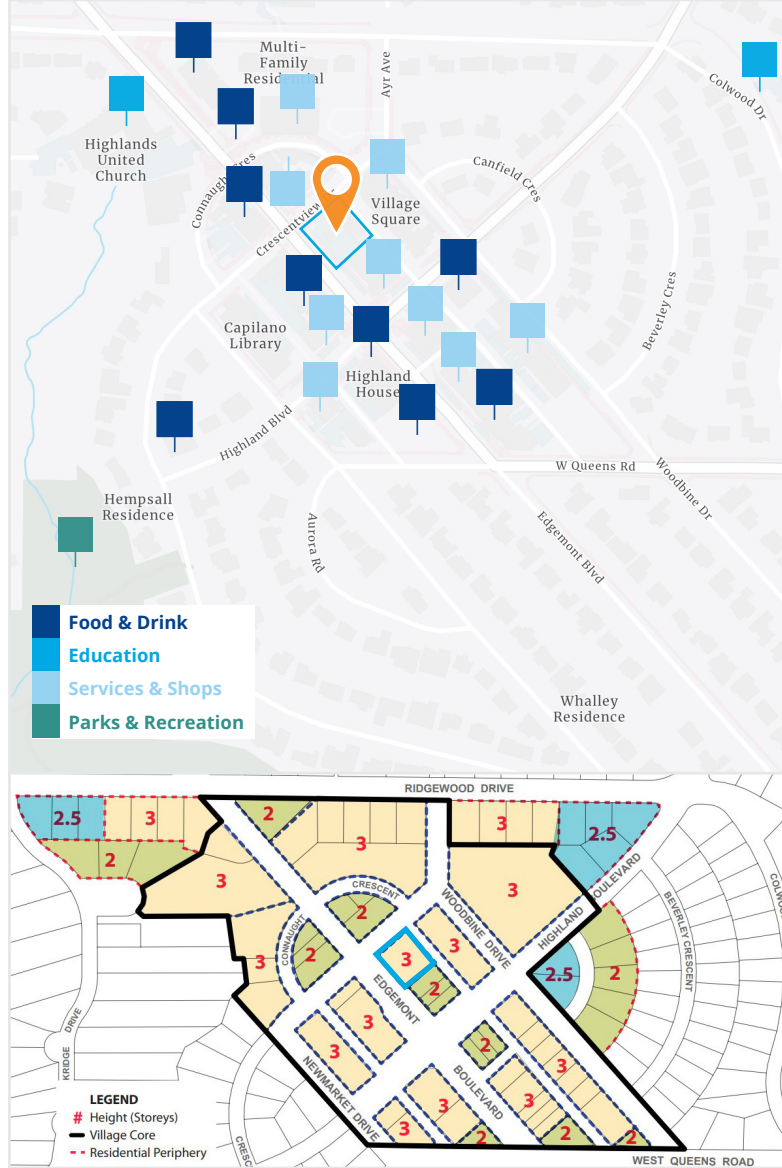 Multi-
Family
Residential
Ayr Ave
Colwood Dr
Highlands
United
Church
Connaught Cres
Canfield Cres
Crescentview
Village
Square
Beverley Cres
Capilano
Library
Highland
House
Highland Blvd
W Queens Rd
Woodbine Dr
Hempsall
Residence
Aurora Rd
Edgemont Blvd
Food & Drink
Education
Services & Shops
Parks & Recreation
Whalley
Residence
RIDGEWOOD DRIVE
2.5
3
2
2
3
3
2.5
3
3
CRESCENT
2
WOODBINE DRIVE
HIGHLAND
BOULEVARD
BEVERLEY CRESCENT
CONNAUGHT
2
3
3
3
2
EDGEMONT
2.5
2
3
3
NEWMARKET DRIVE
2
BOULEVARD
3
3
3
3
2
2
2
KRIDGE
DRIVE
LEGEND
# Height (Storeys)
Village Core
Residential Periphery
WEST QUEENS ROAD